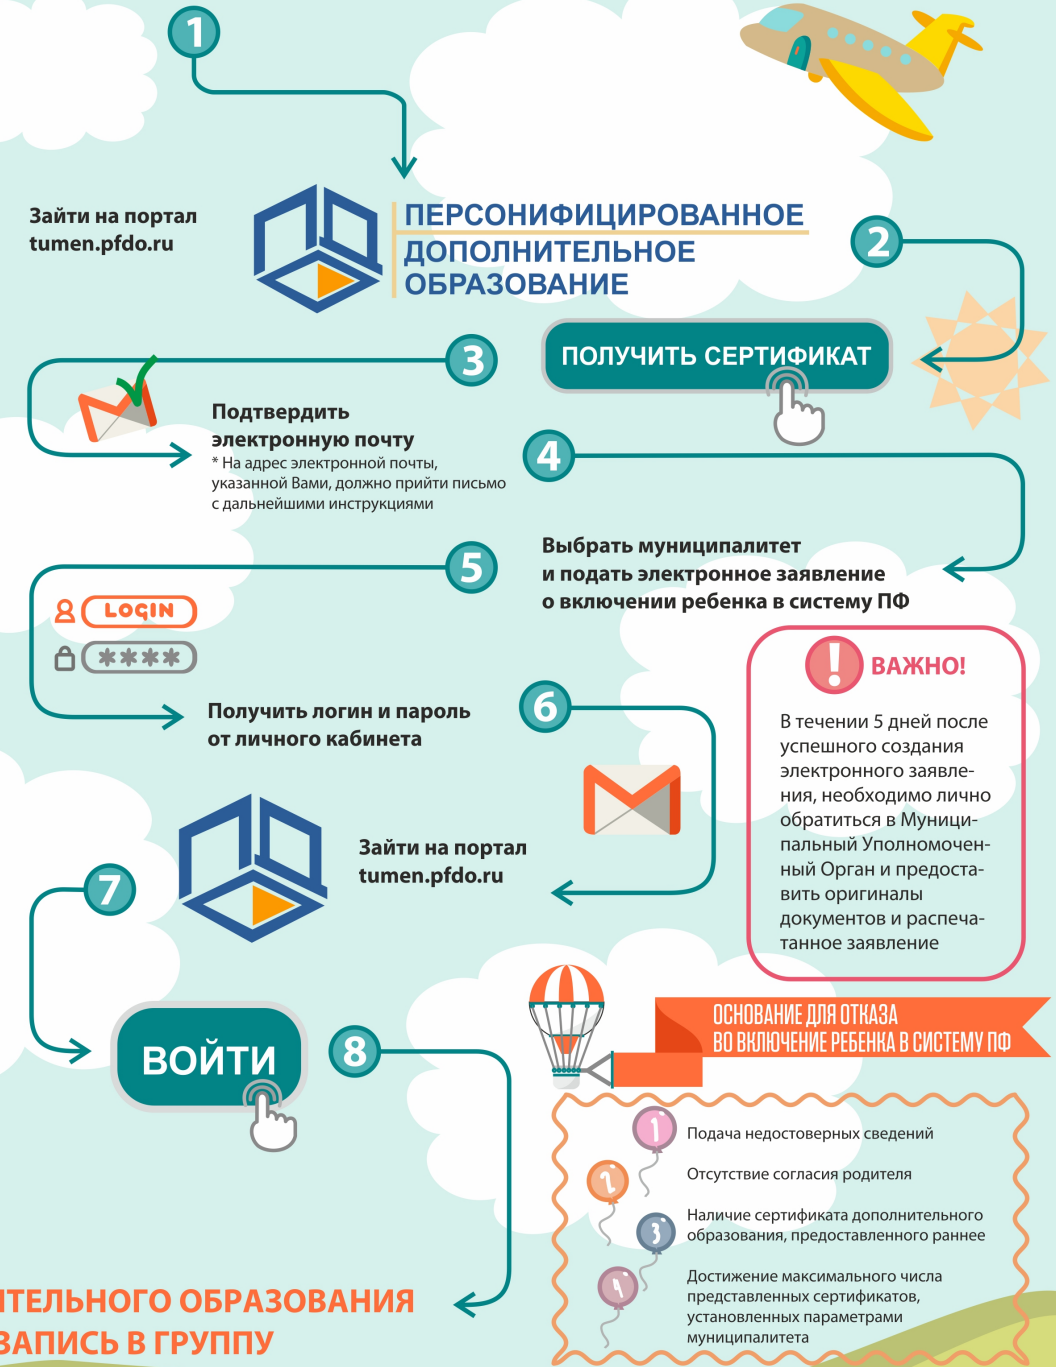 1
Зайти на портал
tumen.pfdo.ru
ПЕРСОНИФИЦИРОВАННОЕ
ДОПОЛНИТЕЛЬНОЕ
ОБРАЗОВАНИЕ
2
ПОЛУЧИТЬ СЕРТИФИКАТ
3
Подтвердить
электронную почту
* На адрес электронной почты,
указанной Вами, должно прийти письмо
с дальнейшими инструкциями
4
Выбрать муниципалитет
и подать электронное заявление
о включении ребенка в систему ПФ
5
LOGIN
****
Получить логин и пароль
от личного кабинета
6
! ВАЖНО!
В течении 5 дней после
успешного создания
электронного заявле-
ния, необходимо лично
обратиться в Муници-
пальный Уполномочен-
ный Орган и предоста-
вить оригиналы
документов и распеча-
танное заявление
Зайти на портал
tumen.pfdo.ru
7
ВОЙТИ
8
ОСНОВАНИЕ ДЛЯ ОТКАЗА
ВО ВКЛЮЧЕНИЕ РЕБЕНКА В СИСТЕМУ ПФ
1
Подача недостоверных сведений
2
Отсутствие согласия родителя
3
Наличие сертификата дополнительного
образования, предоставленного раннее
4
Достижение максимального числа
представленных сертификатов,
установленных параметрами
муниципалитета
ИТЕЛЬНОГО ОБРАЗОВАНИЯ
ЗАПИСЬ В ГРУППУ